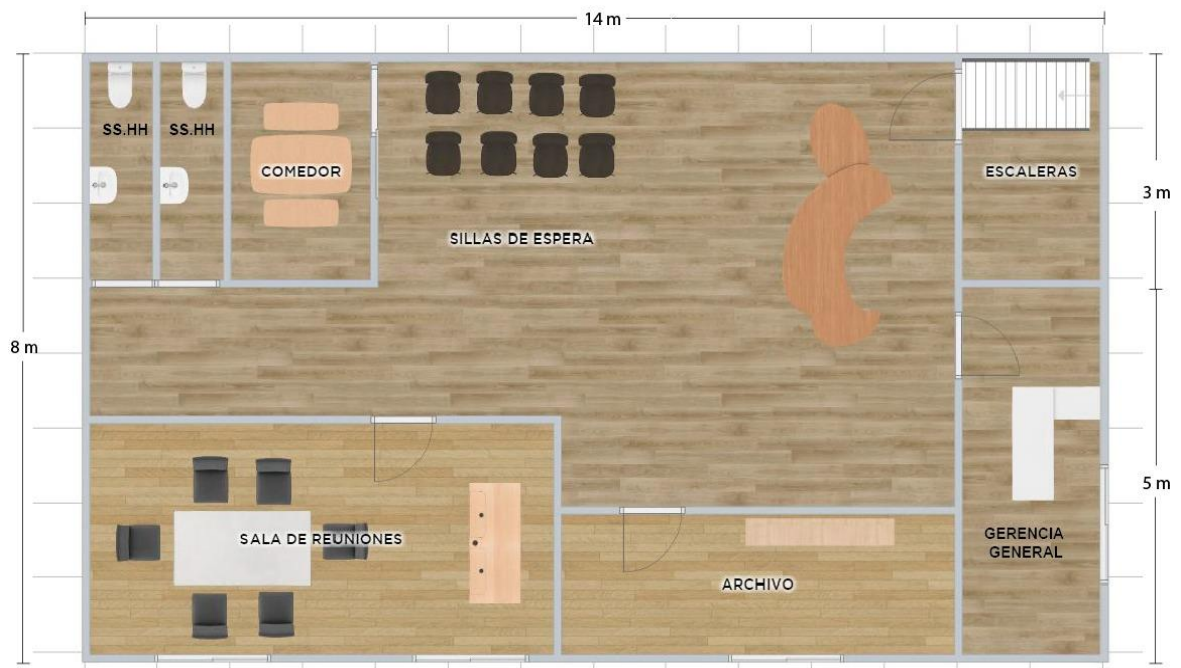 14 m
SS.HH
SS.HH
COMEDOR
ESCALERAS
3 m
SILLAS DE ESPERA
8 m
5 m
SALA DE REUNIONES
GERENCIA
GENERAL
ARCHIVO